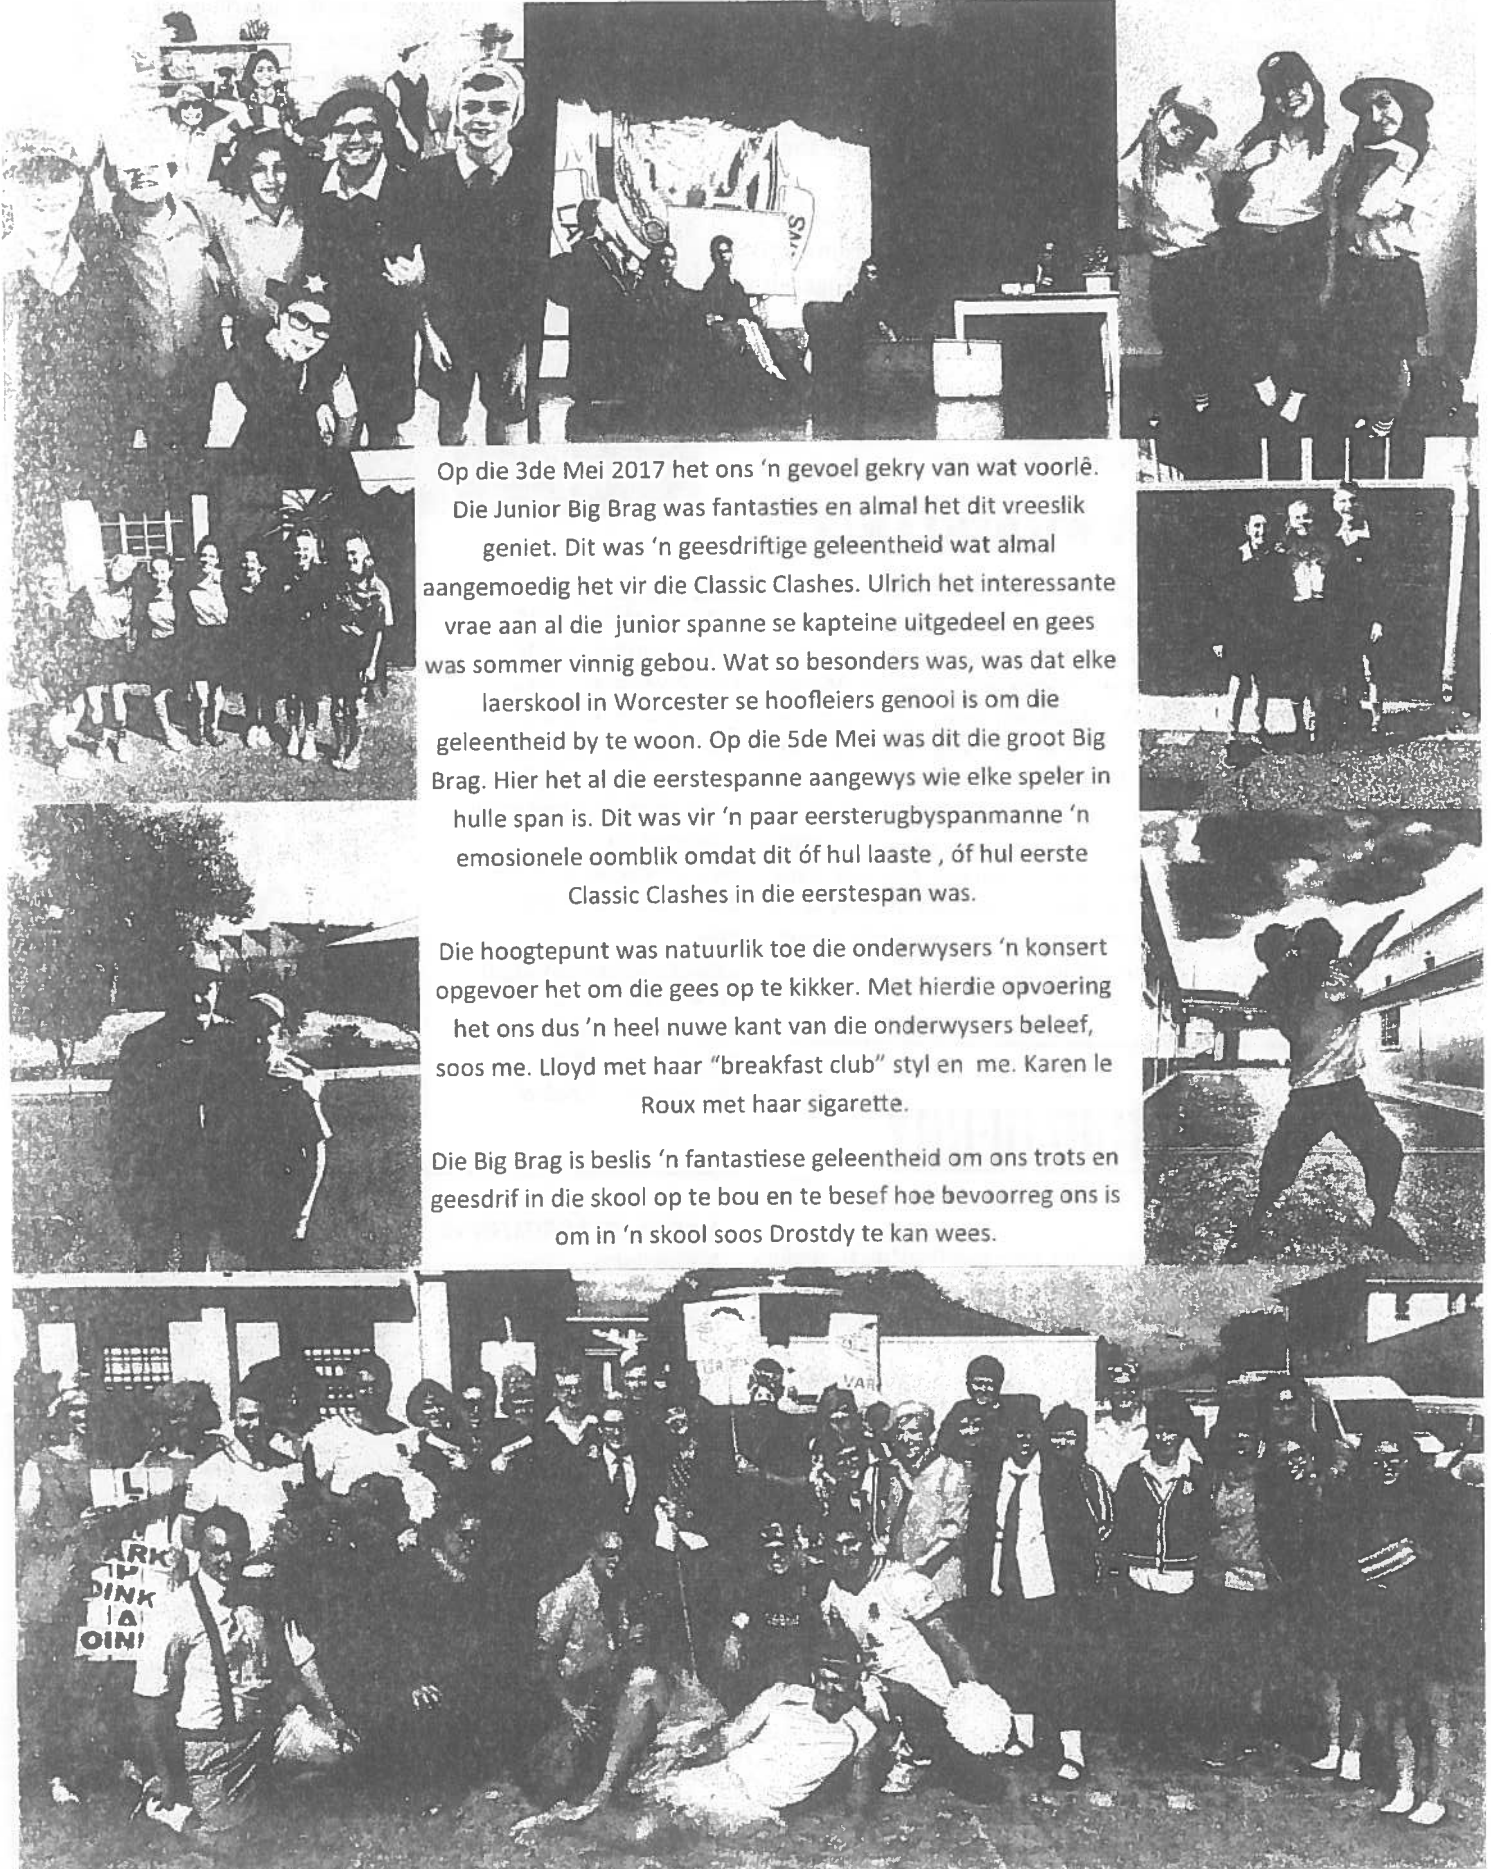 LA
SNS
Op die 3de Mei 2017 het ons ‘n gevoel gekry van wat voorlê.
Die Junior Big Brag was fantasties en almal het dit vreeslik
geniet. Dit was ‘n geesdriftige geleentheid wat almal
aangemoedig het vir die Classic Clashes. Ulrich het interessante
vrae aan al die junior spanne se kapteine uitgedeel en gees
was sommer vinnig gebou. Wat so besonders was, was dat elke
laerskool in Worcester se hoofleiers genooi is om die
geleentheid by te woon. Op die 5de Mei was dit die groot Big
Brag. Hier het al die eerstespanne aangewys wie elke speler in
hulle span is. Dit was vir ‘n paar eersterugbyspanmanne ‘n
emosionele oomblik omdat dit óf hul laaste , óf hul eerste
Classic Clashes in die eerstespan was.
Die hoogtepunt was natuurlik toe die onderwysers ‘n konsert
opgevoer het om die gees op te kikker. Met hierdie opvoering
het ons dus ‘n heel nuwe kant van die onderwysers beleef,
soos me. Lloyd met haar “breakfast club” styl en me. Karen le
Roux met haar sigarette.
Die Big Brag is beslis ‘n fantastiese geleentheid om ons trots en
geesdrif in die skool op te bou en te besef hoe bevoorreg ons is
om in ‘n skool soos Drostdy te kan wees.
VAR
L
ARK
OINK
OINK